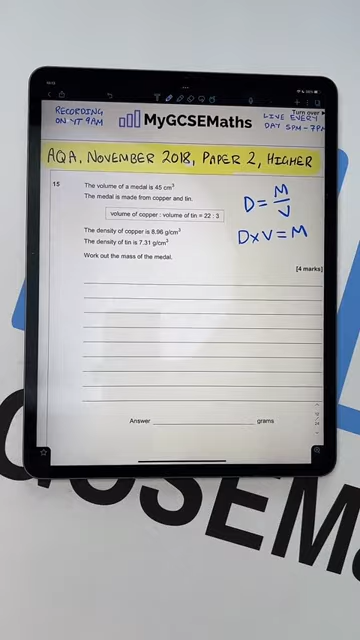 RECORDING
ON YT 9AM
MyGCSEMaths
Turn over
LIVE EVERY
DAY 5PM-7PM
AQA, NOVEMBER 2018, PAPER 2, HIGHER
15
The volume of a medal is 45 cm³
The medal is made from copper and tin.
volume of copper : volume of tin = 22 : 3
The density of copper is 8.96 g/cm³
The density of tin is 7.31 g/cm³
Work out the mass of the medal.
[4 marks]
D = M/V
D×V = M
Answer
grams